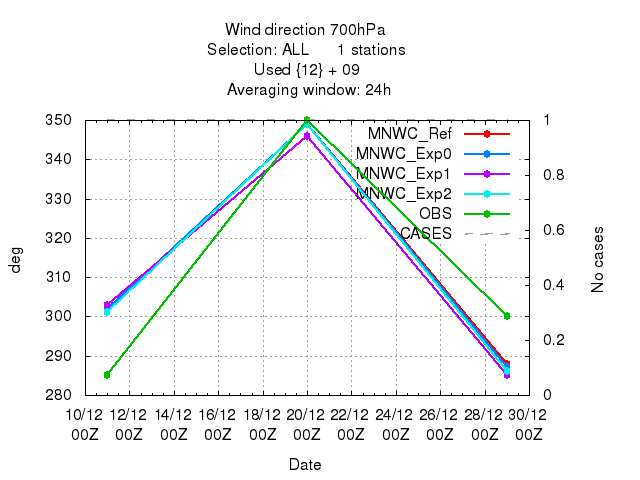 Wind direction 700hPa
Selection: ALL 1 stations
Used {12} + 09
Averaging window: 24h
350 1
MNWC_Ref
340
MNWC_Exp0
MNWC_Exp1 0.8
330
MNWC_Exp2
OBS
320 CASES 0.6
deg No cases
310
0.4
300
0.2
290
280 0
10/12 12/12 14/12 16/12 18/12 20/12 22/12 24/12 26/12 28/12 30/12
00Z 00Z 00Z 00Z 00Z 00Z 00Z 00Z 00Z 00Z 00Z
Date